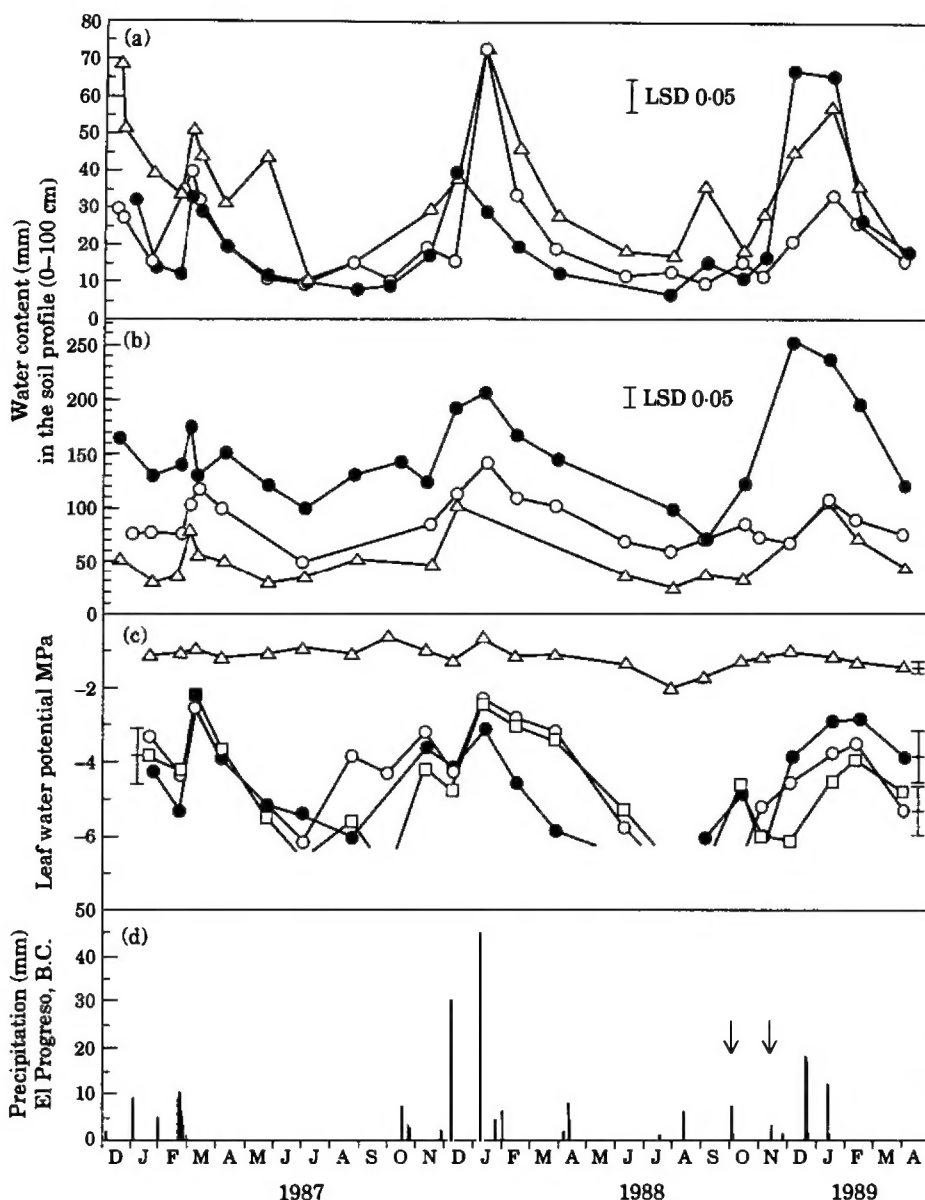 80
(a)
70
60
LSD 0·05
50
40
30
20
10
0
Water content (mm)
in the soil profile (0–100 cm)
(b)
250
LSD 0·05
200
150
100
50
0
(c)
Leaf water potential MPa
−2
−4
−6
50
(d)
40
30
20
10
0
Precipitation (mm)
El Progreso, B.C.
D J F M A M J J A S O N D J F M A M J J A S O N D J F M A
1987 1988 1989